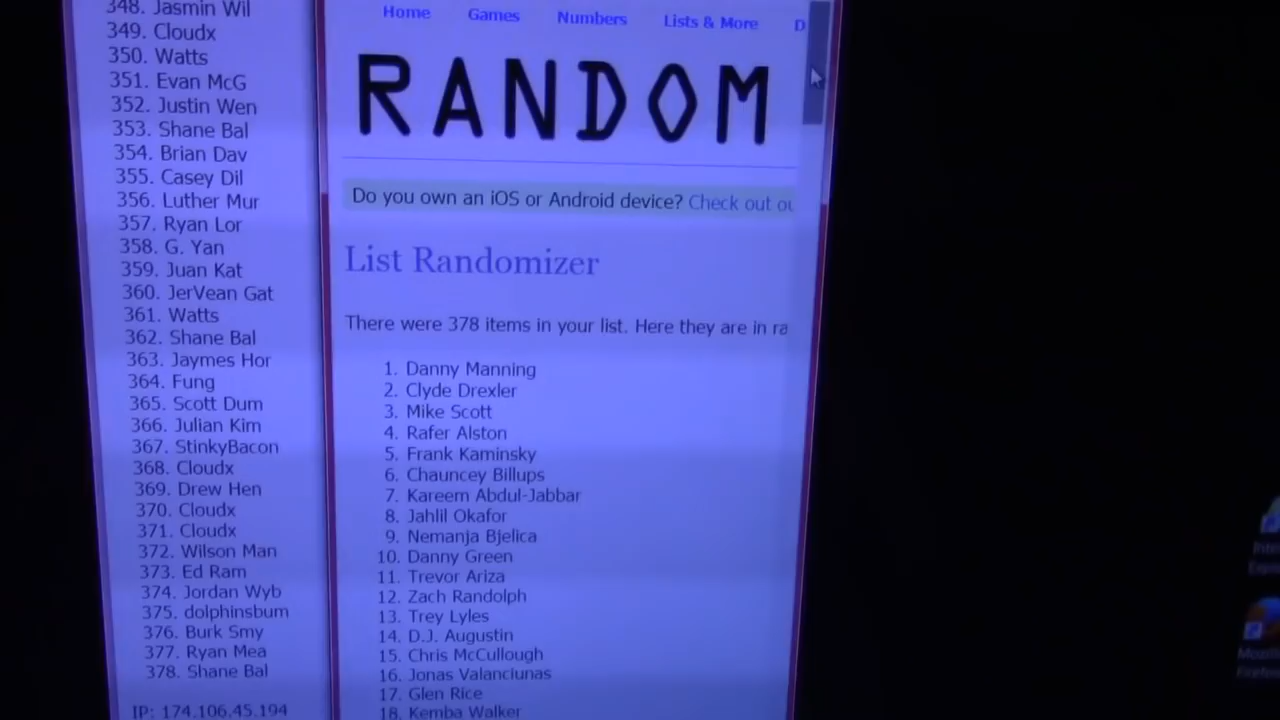 348. Jasmin Wil
349. Cloudx
350. Watts
351. Evan McG
352. Justin Wen
353. Shane Bal
354. Brian Dav
355. Casey Dil
356. Luther Mur
357. Ryan Lor
358. G. Yan
359. Juan Kat
360. JerVean Gat
361. Watts
362. Shane Bal
363. Jaymes Hor
364. Fung
365. Scott Dum
366. Julian Kim
367. StinkyBacon
368. Cloudx
369. Drew Hen
370. Cloudx
371. Cloudx
372. Wilson Man
373. Ed Ram
374. Jordan Wyb
375. dolphinsbum
376. Burk Smy
377. Ryan Mea
378. Shane Bal
IP: 174.106.45.194
Home Games Numbers Lists & More D
RANDOM
Do you own an iOS or Android device? Check out ou
List Randomizer
There were 378 items in your list. Here they are in ra
1. Danny Manning
2. Clyde Drexler
3. Mike Scott
4. Rafer Alston
5. Frank Kaminsky
6. Chauncey Billups
7. Kareem Abdul-Jabbar
8. Jahlil Okafor
9. Nemanja Bjelica
10. Danny Green
11. Trevor Ariza
12. Zach Randolph
13. Trey Lyles
14. D.J. Augustin
15. Chris McCullough
16. Jonas Valanciunas
17. Glen Rice
18. Kemba Walker